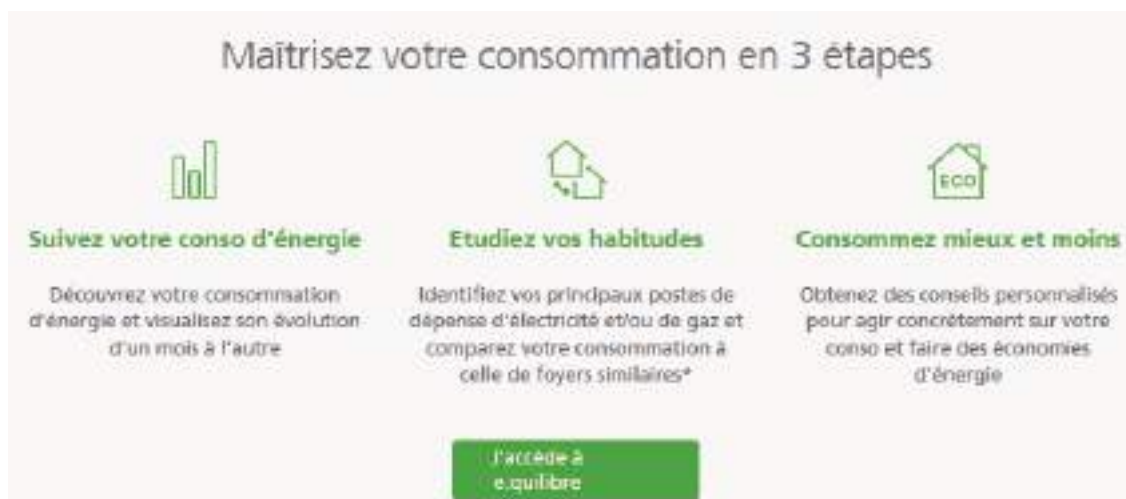 Maîtrisez votre consommation en 3 étapes
ECO
Suivez votre conso d'énergie
Découvrez votre consommation
d'énergie et visualisez son évolution
d'un mois à l'autre
Etudiez vos habitudes
Identifiez vos principaux postes de
dépense d'électricité et/ou de gaz et
comparez votre consommation à
celle de foyers similaires*
Consommez mieux et moins
Obtenez des conseils personnalisés
pour agir concrètement sur votre
conso et faire des économies
d'énergie
J'accède à
e.quilibre